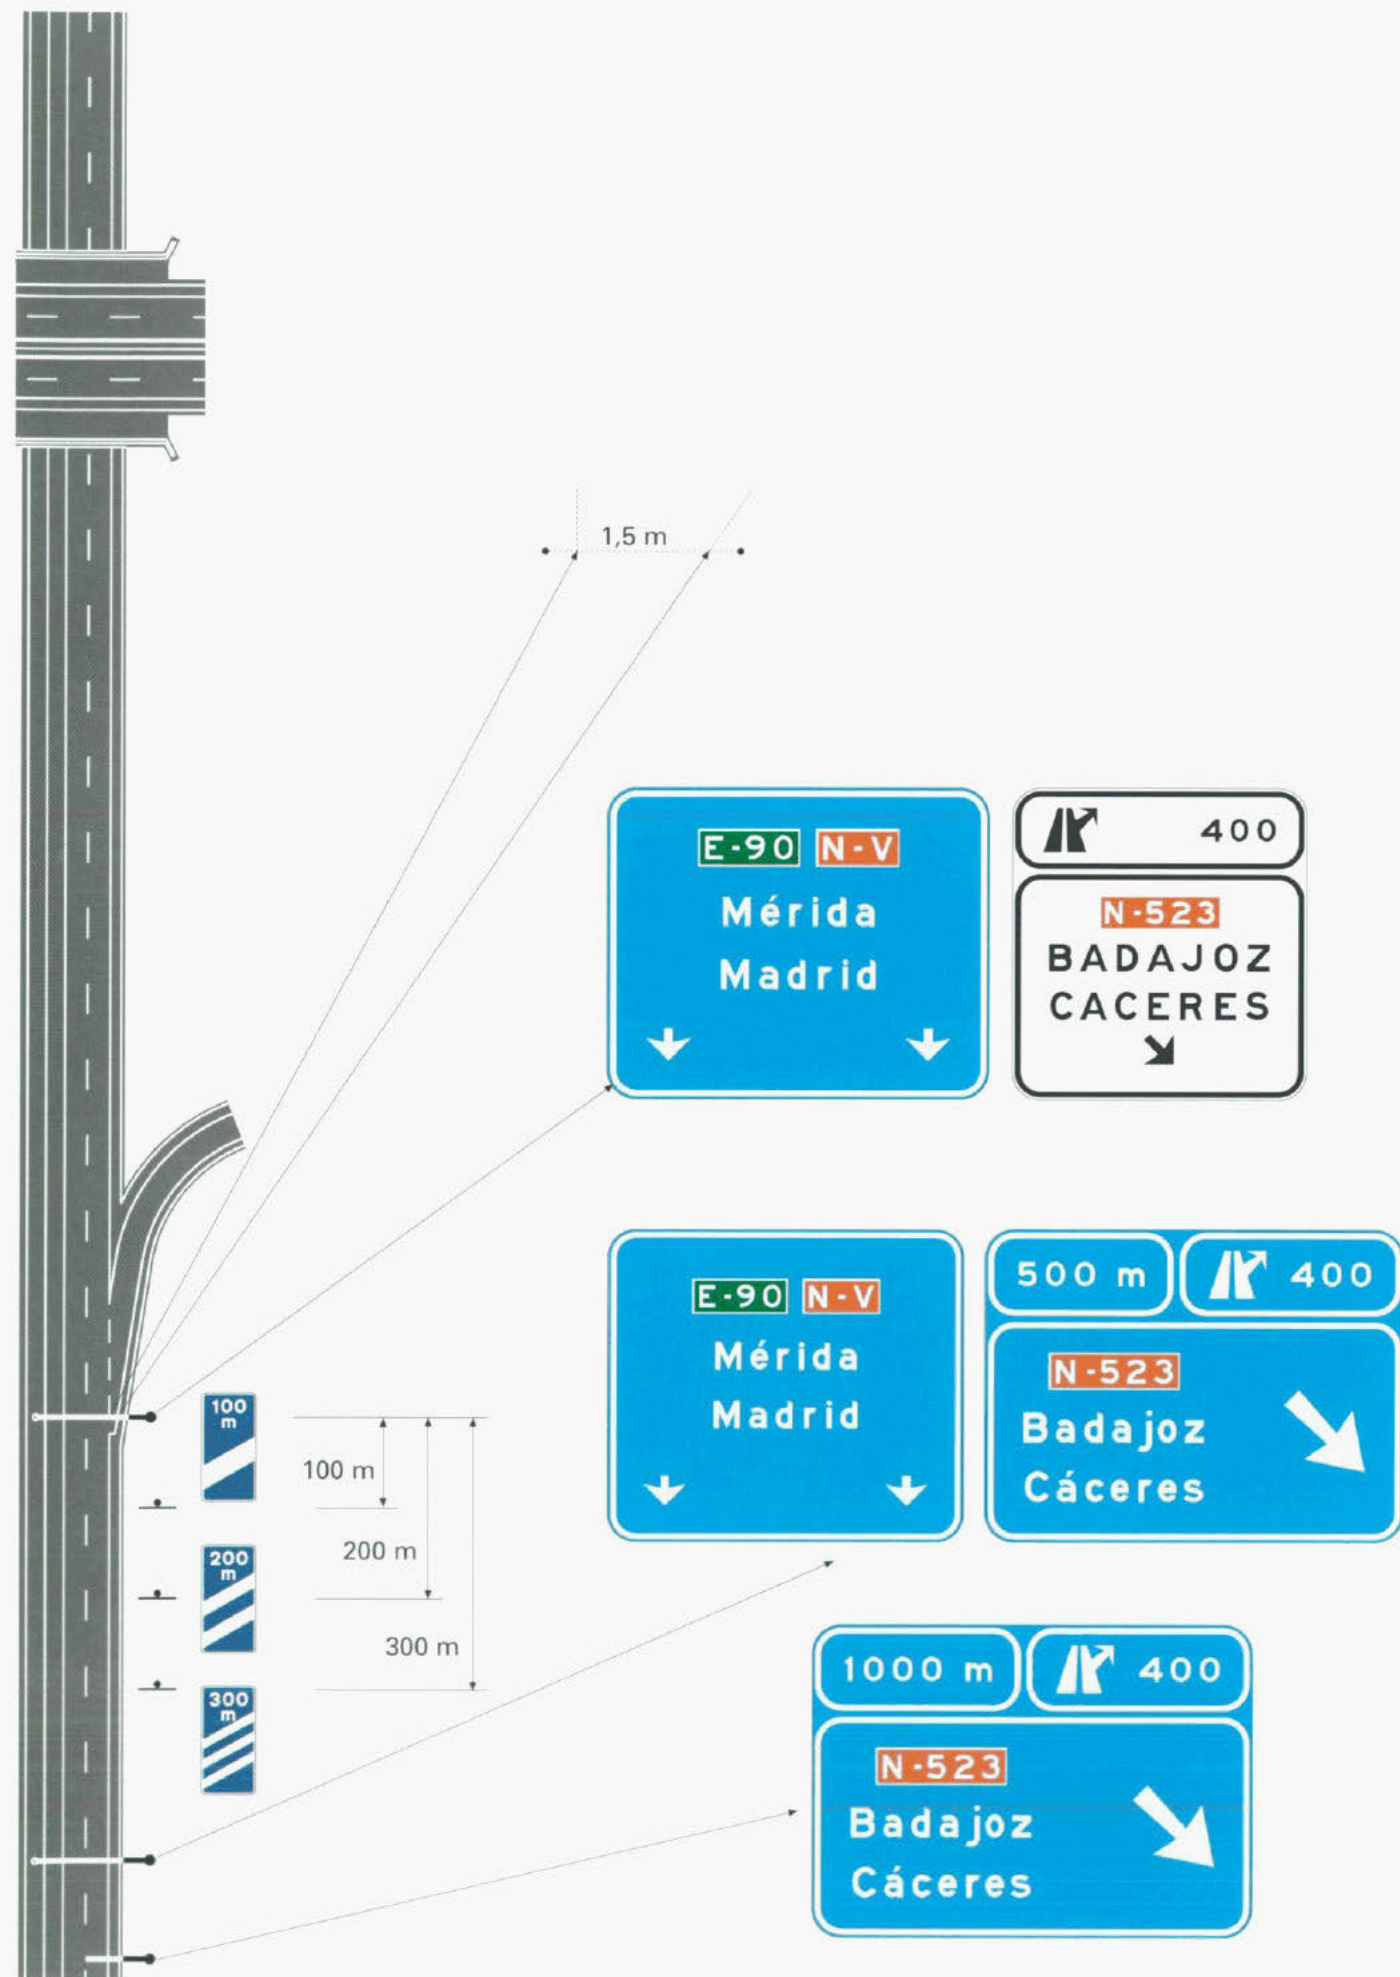 1,5 m
E-90 N-V
Mérida
Madrid
400
N-523
BADAJOZ
CACERES
E-90 N-V
Mérida
Madrid
500 m 400
N-523
Badajoz
Cáceres
100
m
100 m
200
m
200 m
300
m
300 m
1000 m 400
N-523
Badajoz
Cáceres